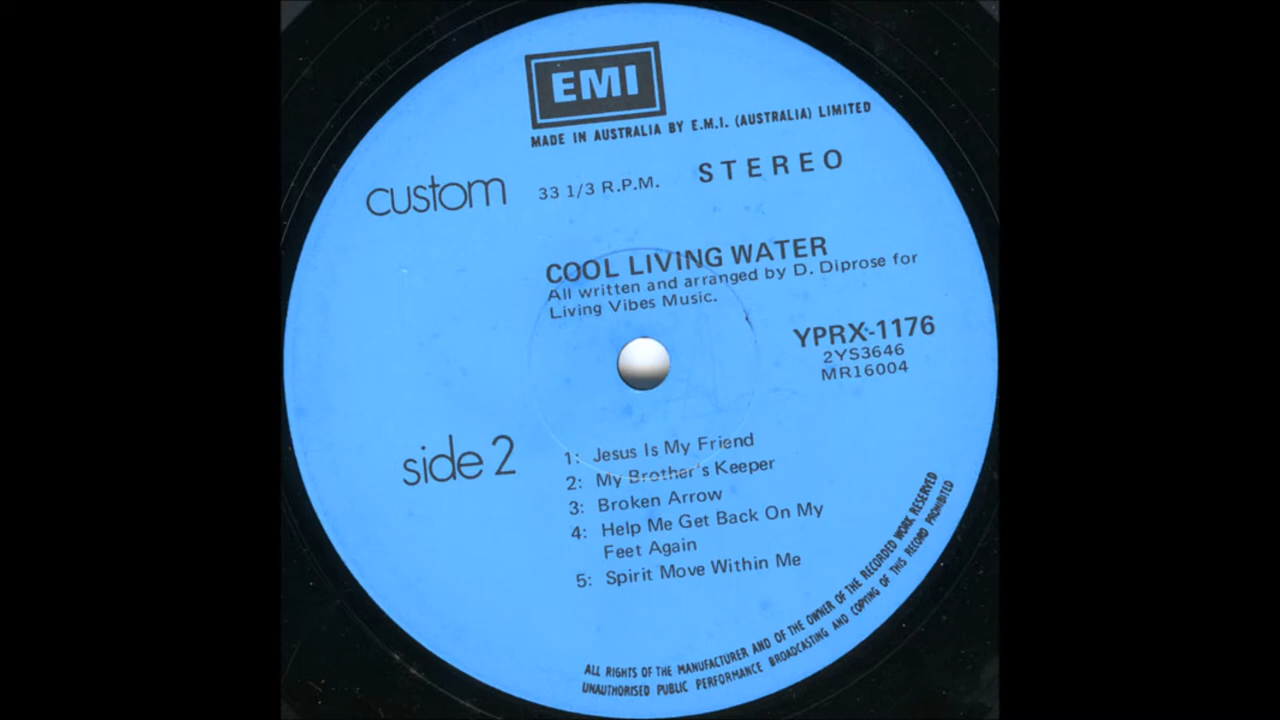 EMI
MADE IN AUSTRALIA BY E.M.I. (AUSTRALIA) LIMITED
custom
33 1/3 R.P.M.
STEREO
COOL LIVING WATER
All written and arranged by D. Diprose for
Living Vibes Music.
YPRX-1176
2YS3646
MR16004
side 2
1: Jesus Is My Friend
2: My Brother's Keeper
3: Broken Arrow
4: Help Me Get Back On My
Feet Again
5: Spirit Move Within Me
ALL RIGHTS OF THE MANUFACTURER AND OF THE OWNER OF THE RECORDED WORK RESERVED
UNAUTHORISED PUBLIC PERFORMANCE BROADCASTING AND COPYING OF THIS RECORD PROHIBITED